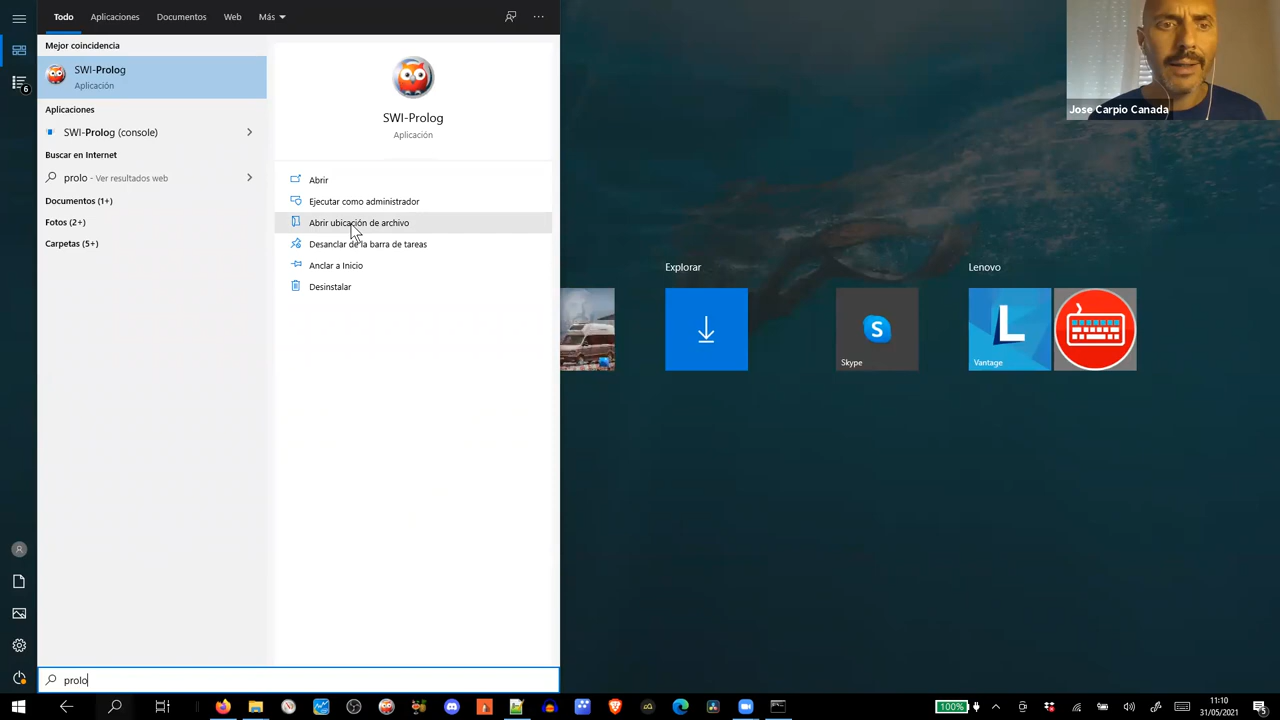 Todo
Aplicaciones
Documentos
Web
Más
Mejor coincidencia
SWI-Prolog
Aplicación
Aplicaciones
SWI-Prolog (console)
Buscar en Internet
prolo - Ver resultados web
Documentos (1+)
Fotos (2+)
Carpetas (5+)
SWI-Prolog
Aplicación
Abrir
Ejecutar como administrador
Abrir ubicación de archivo
Desanclar de la barra de tareas
Anclar a Inicio
Desinstalar
Explorar
Lenovo
S
Skype
L
Vantage
Jose Carpio Canada
6
prolo
100%
11:10
31/05/2021
5